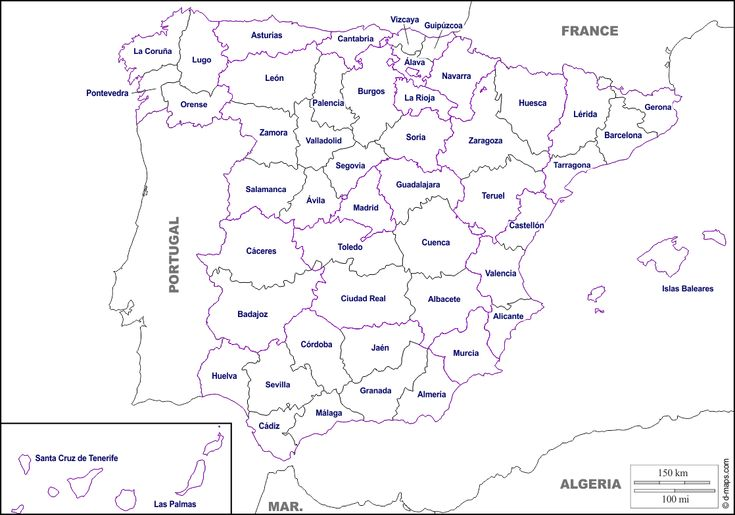 Vizcaya
Guipúzcoa
FRANCE
Asturias
Cantabria
La Coruña
Lugo
Álava
León
Navarra
Pontevedra
Orense
Palencia
Burgos
La Rioja
Huesca
Lérida
Gerona
Zamora
Valladolid
Soria
Zaragoza
Barcelona
Segovia
Tarragona
Salamanca
Ávila
Madrid
Guadalajara
Teruel
Castellón
PORTUGAL
Cáceres
Toledo
Cuenca
Valencia
Islas Baleares
Badajoz
Ciudad Real
Albacete
Alicante
Córdoba
Jaén
Murcia
Huelva
Sevilla
Granada
Almería
Cádiz
Málaga
Santa Cruz de Tenerife
Las Palmas
MAR.
ALGERIA
150 km
100 mi
© d-maps.com